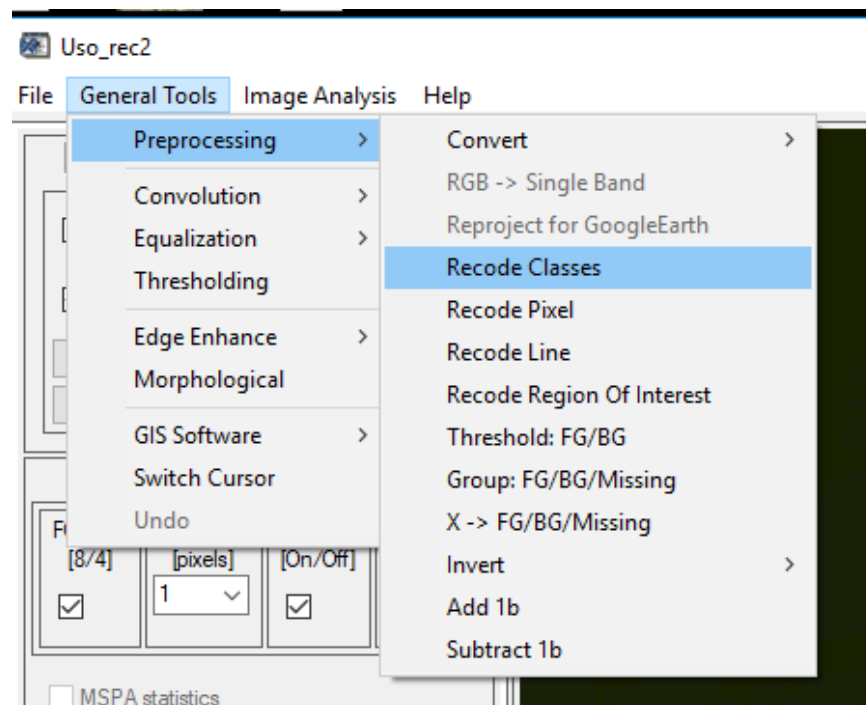 Uso_rec2
File General Tools Image Analysis Help
Preprocessing
Convolution
Equalization
Thresholding
Edge Enhance
Morphological
GIS Software
Switch Cursor
Undo
Convert
RGB -> Single Band
Reproject for GoogleEarth
Recode Classes
Recode Pixel
Recode Line
Recode Region Of Interest
Threshold: FG/BG
Group: FG/BG/Missing
X -> FG/BG/Missing
Invert
Add 1b
Subtract 1b
[8/4] [pixels] [On/Off]
1
MSPA statistics